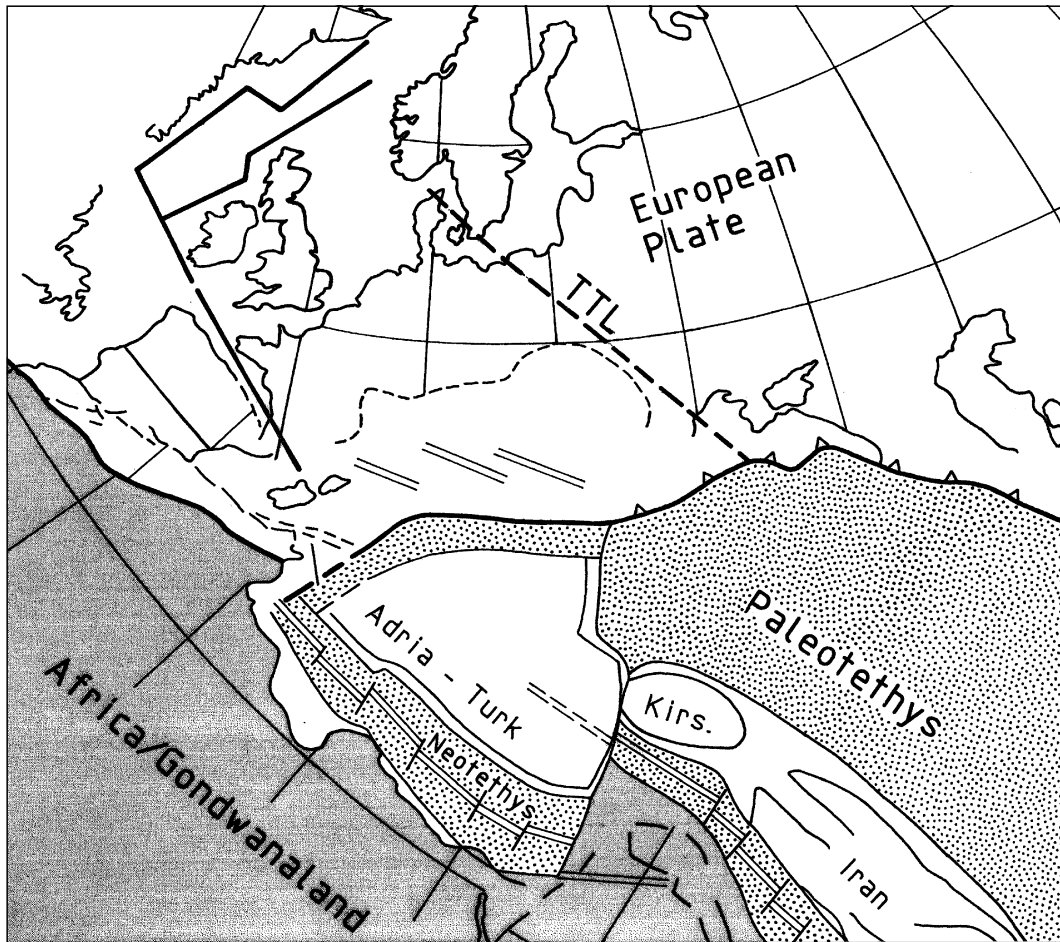 European
Plate
TTL
Paleotethys
Adria - Turk
Kirs.
Neotethys
Africa/Gondwanaland
Iran